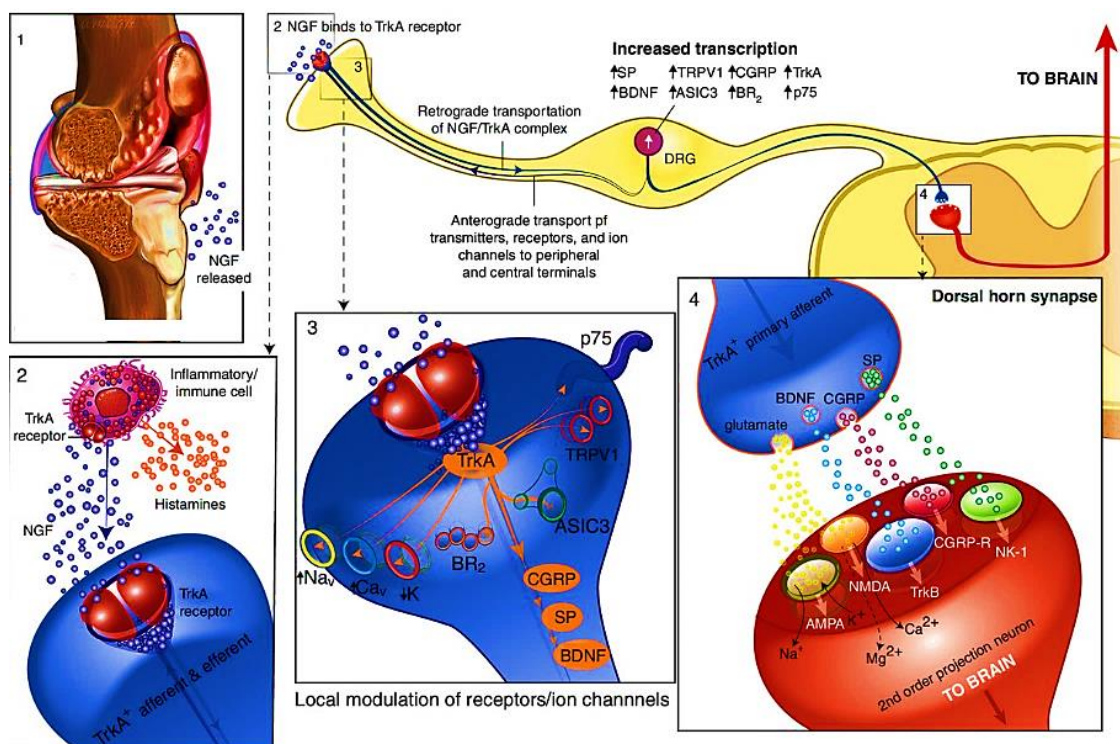 1
NGF
released
2 NGF binds to TrkA receptor
3
Retrograde transportation
of NGF/TrkA complex
Increased transcription
↑SP ↑TRPV1 ↑CGRP ↑TrkA
↑BDNF ↑ASIC3 ↑BR2 ↑p75
DRG
Anterograde transport pf
transmitters, receptors, and ion
channels to peripheral
and central terminals
TO BRAIN
4
2
Inflammatory/
immune cell
TrkA
receptor
Histamines
NGF
TrkA
receptor
TrkA+ afferent & efferent
3
p75
TrkA
TRPV1
ASIC3
BR2
↑Nav
↑Cav
↓K
CGRP
SP
BDNF
Local modulation of receptors/ion channnels
4
Dorsal horn synapse
TrkA+ primary afferent
SP
BDNF
CGRP
glutamate
CGRP-R
NK-1
NMDA
TrkB
AMPA
K+
Ca2+
Na+
Mg2+
2nd order projection neuron
TO BRAIN